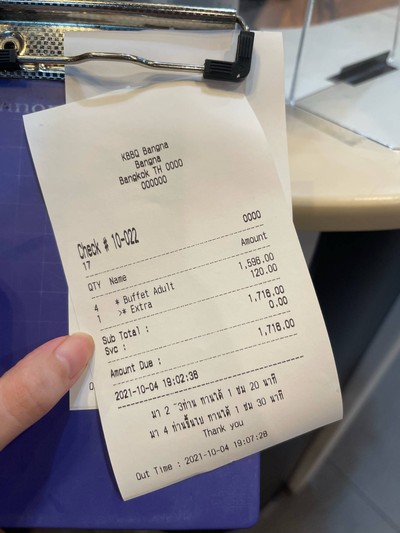 anon
KBBQ Bangna
Bangna
Bangkok TH 0000
000000
Check # 10-022
0000
17
QTY Name Amount
4 * Buffet Adult 1,596.00
1 >* Extra 120.00
Sub Total : 1,716.00
Svc : 0.00
Amount Due : 1,716.00
2021-10-04 19:02:38
มา 2 -3ท่าน ทานได้ 1 ชม 20 นาที
มา 4 ท่านขึ้นไป ทานได้ 1 ชม 30 นาที
Thank you
Out Time : 2021-10-04 19:07:28